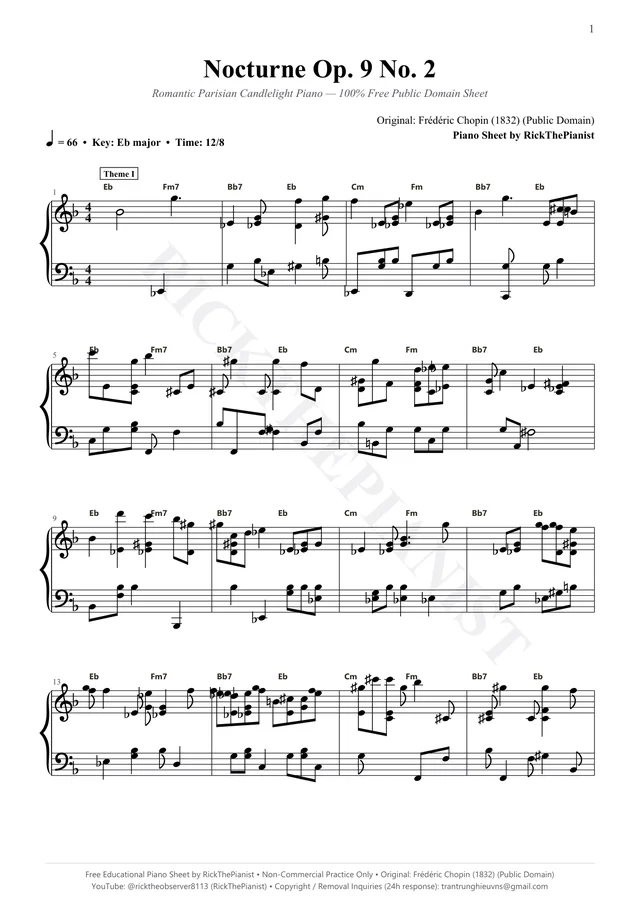 1
Nocturne Op. 9 No. 2
Romantic Parisian Candlelight Piano — 100% Free Public Domain Sheet
Original: Frédéric Chopin (1832) (Public Domain)
♩ = 66 • Key: Eb major • Time: 12/8
Piano Sheet by RickThePianist
Theme I
Eb Fm7 Bb7 Eb Cm Fm Bb7 Eb
1
4 4
4 4
5
Eb Fm7 Bb7 Eb Cm Fm Bb7 Eb
9
Eb Fm7 Bb7 Eb Cm Fm Bb7 Eb
13
Eb Fm7 Bb7 Eb Cm Fm Bb7 Eb
RICKTHEPIANIST
Free Educational Piano Sheet by RickThePianist • Non-Commercial Practice Only • Original: Frédéric Chopin (1832) (Public Domain)
YouTube: @ricktheobserver8113 (RickThePianist) • Copyright / Removal Inquiries (24h response): trantrunghieuvns@gmail.com